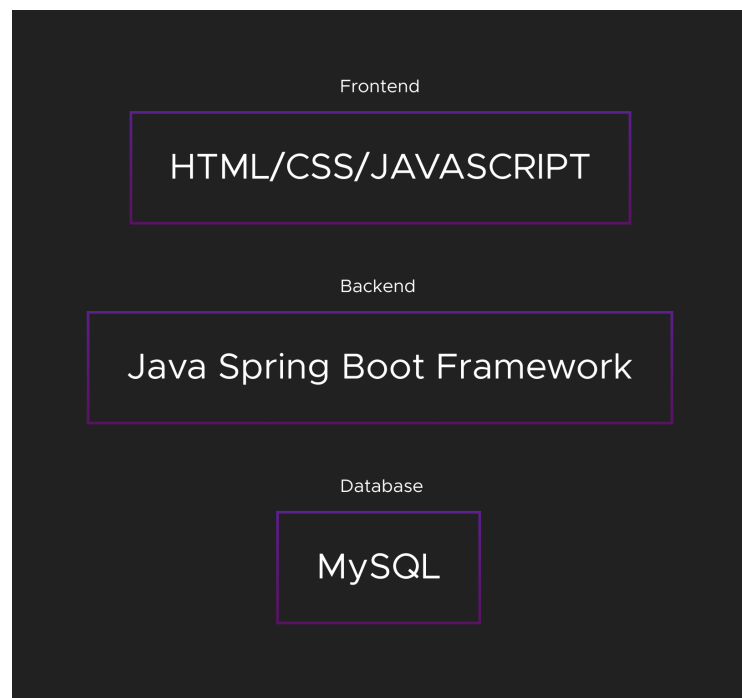 Frontend
HTML/CSS/JAVASCRIPT
Backend
Java Spring Boot Framework
Database
MySQL